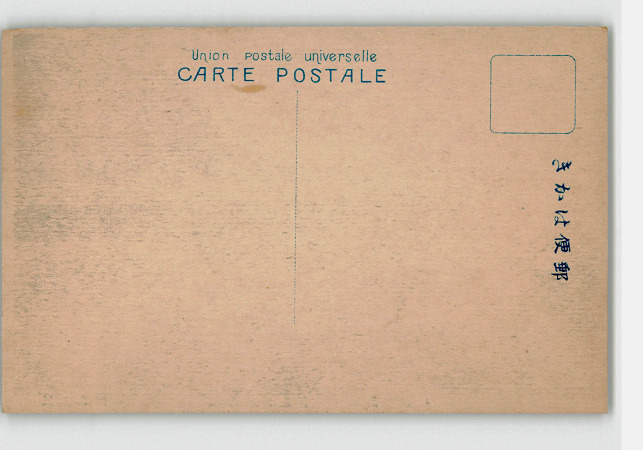 Union postale universelle
CARTE POSTALE
きかは便郵